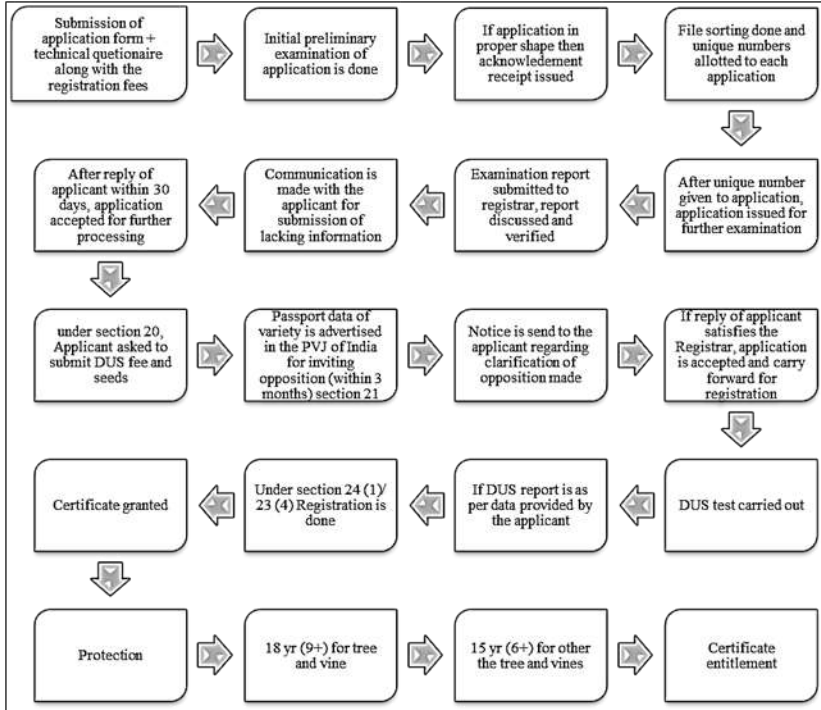 Submission of
application form +
technical quetionaire
along with the
registration fees
Initial preliminary
examination of
application is done
If application in
proper shape then
acknowledement
receipt issued
File sorting done and
unique numbers
allotted to each
application
After unique number
given to application,
application issued for
further examination
Examination report
submitted to
registrar, report
discussed and
verified
Communication is
made with the
applicant for
submission of
lacking information
After reply of
applicant within 30
days, application
accepted for further
processing
under section 20,
Applicant asked to
submit DUS fee and
seeds
Passport data of
variety is advertised
in the PVJ of India
for inviting
opposition (within 3
months) section 21
Notice is send to the
applicant regarding
clarification of
opposition made
If reply of applicant
satisfies the
Registrar, application
is accepted and carry
forward for
registration
DUS test carried out
If DUS report is as
per data provided by
the applicant
Under section 24 (1)/
23 (4) Registration is
done
Certificate granted
Protection
18 yr (9+) for tree
and vine
15 yr (6+) for other
the tree and vines
Certificate
entitlement